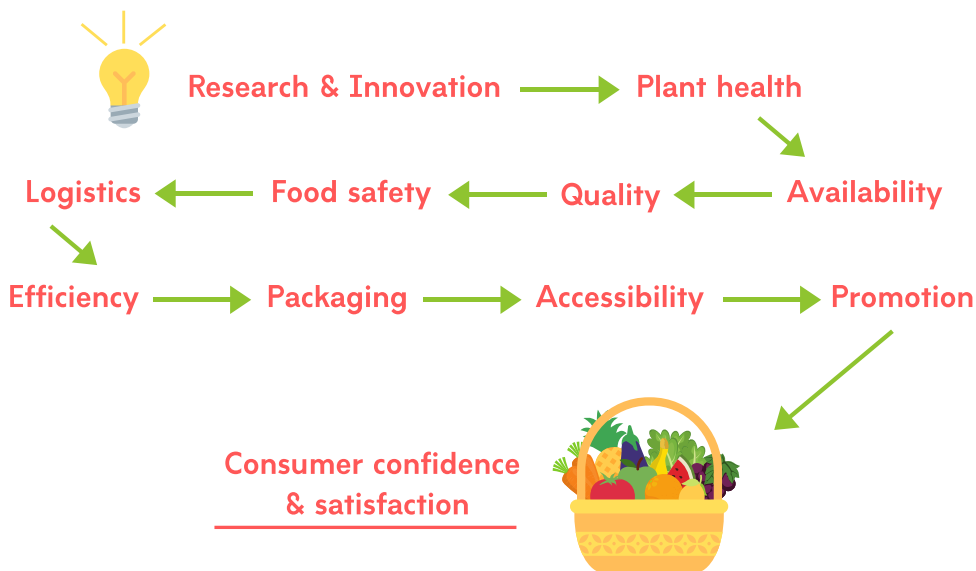 Research & Innovation
Plant health
Availability
Quality
Food safety
Logistics
Efficiency
Packaging
Accessibility
Promotion
Consumer confidence
& satisfaction